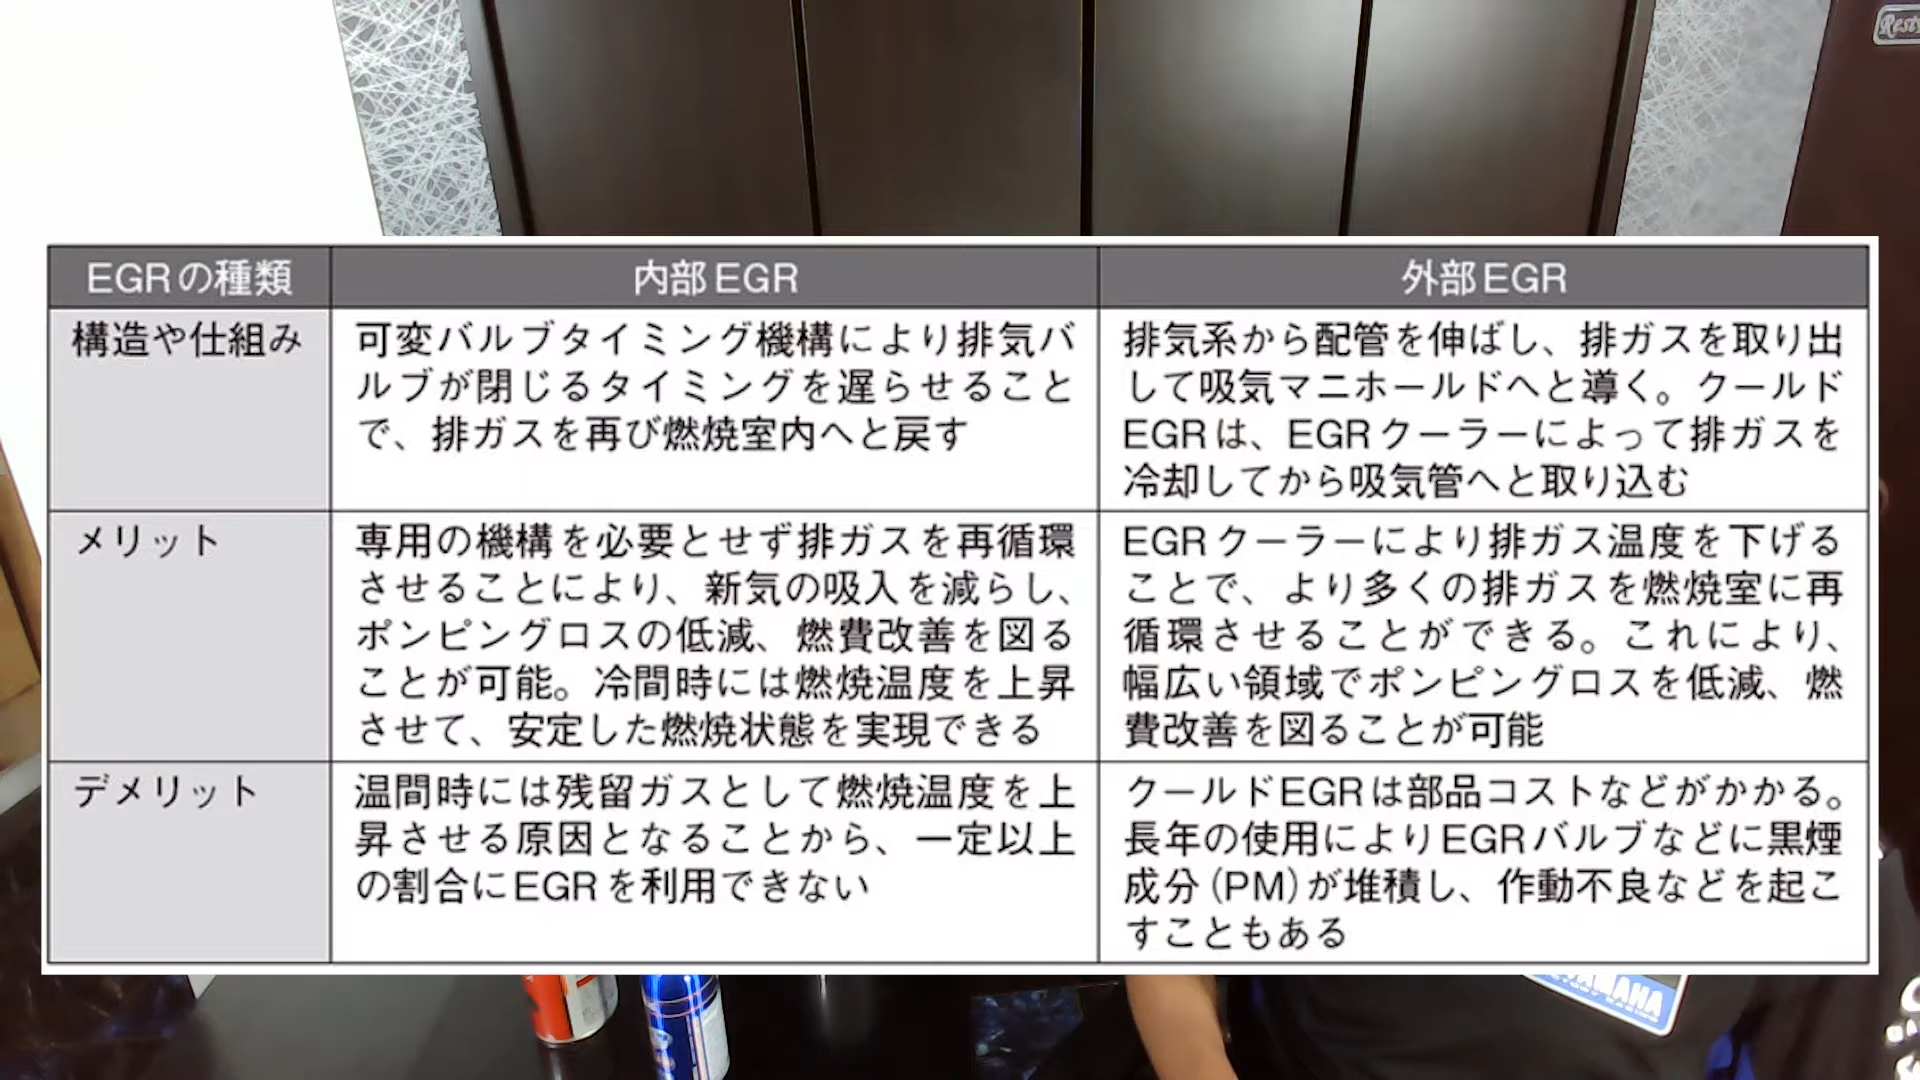 EGRの種類
内部EGR
外部EGR
構造や仕組み
可変バルブタイミング機構により排気バ
ルブが閉じるタイミングを遅らせること
で、排ガスを再び燃焼室内へと戻す
排気系から配管を伸ばし、排ガスを取り出
して吸気マニホールドへと導く。クールド
EGRは、EGRクーラーによって排ガスを
冷却してから吸気管へと取り込む
メリット
専用の機構を必要とせず排ガスを再循環
させることにより、新気の吸入を減らし、
ポンピングロスの低減、燃費改善を図る
ことが可能。冷間時には燃焼温度を上昇
させて、安定した燃焼状態を実現できる
EGRクーラーにより排ガス温度を下げる
ことで、より多くの排ガスを燃焼室に再
循環させることができる。これにより、
幅広い領域でポンピングロスを低減、燃
費改善を図ることが可能
デメリット
温間時には残留ガスとして燃焼温度を上
昇させる原因となることから、一定以上
の割合にEGRを利用できない
クールドEGRは部品コストなどがかかる。
長年の使用によりEGRバルブなどに黒煙
成分(PM)が堆積し、作動不良などを起こ
すこともある